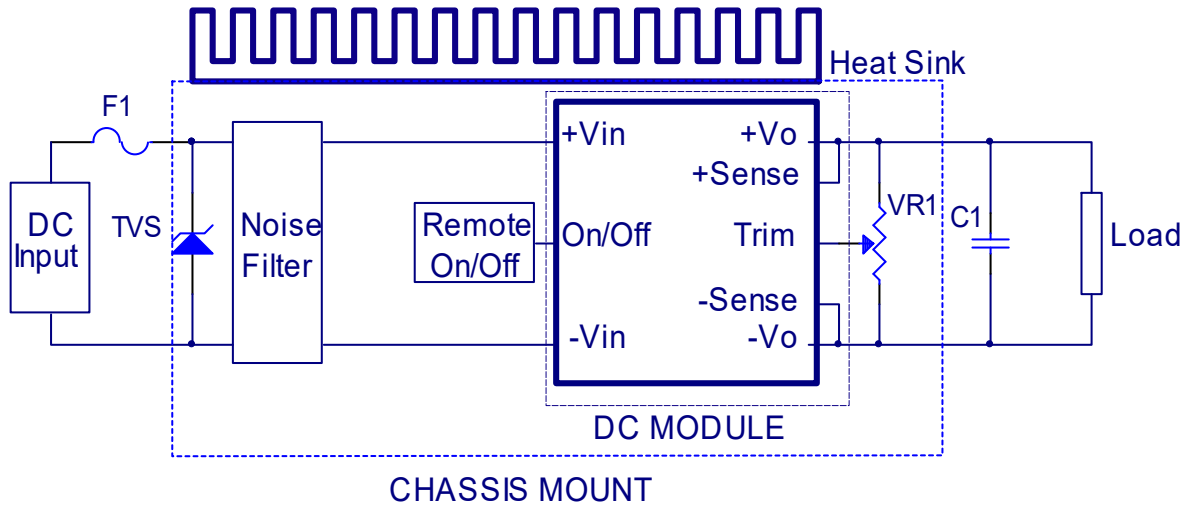 Heat Sink
F1
+Vin
+Vo
+Sense
DC
Input
TVS
Noise
Filter
Remote
On/Off
On/Off
Trim
VR1
C1
Load
-Sense
-Vin
-Vo
DC MODULE
CHASSIS MOUNT